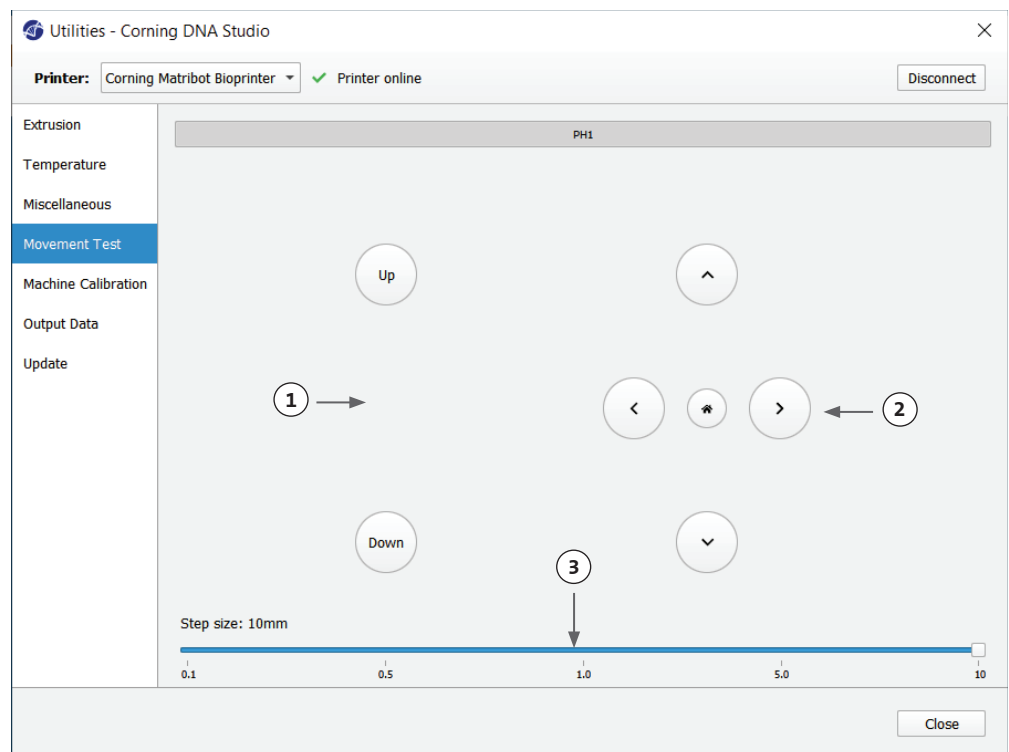 Utilities - Corning DNA Studio
Printer: Corning Matribot Bioprinter Printer online Disconnect
Extrusion
Temperature
Miscellaneous
Movement Test
Machine Calibration
Output Data
Update
PH1
Up
1
2
Down
3
Step size: 10mm
0.1 0.5 1.0 5.0 10
Close